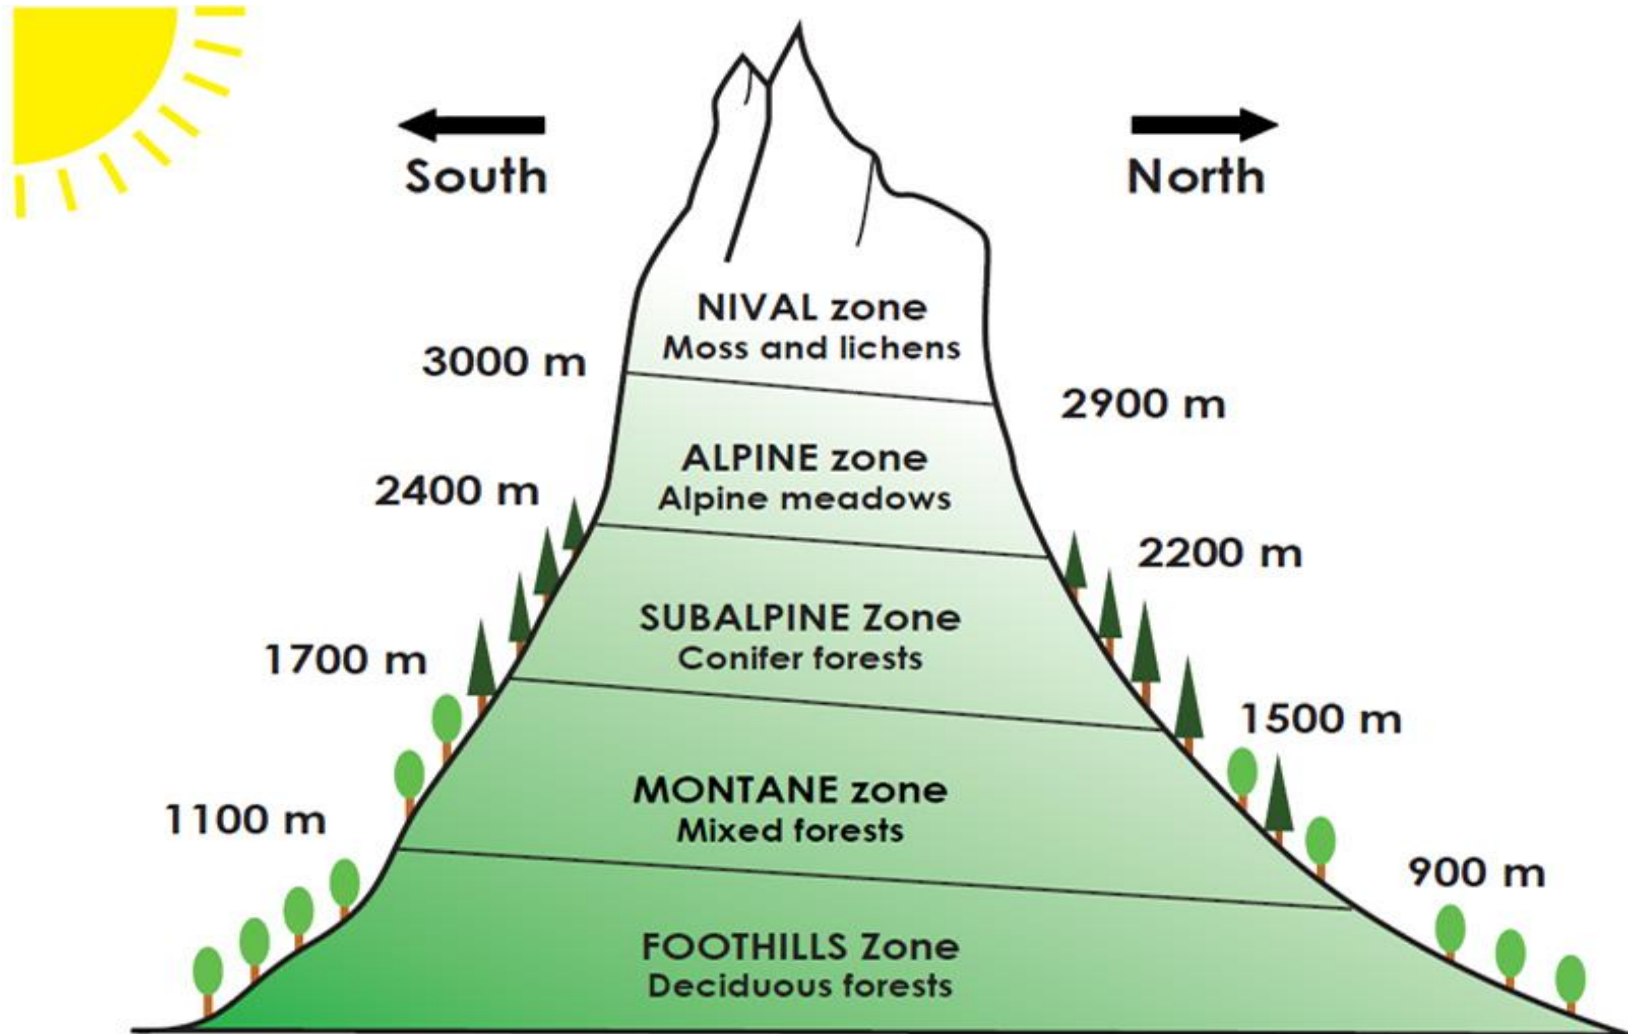 South
North
NIVAL zone
Moss and lichens
3000 m
2900 m
ALPINE zone
Alpine meadows
2400 m
2200 m
SUBALPINE Zone
Conifer forests
1700 m
1500 m
MONTANE zone
Mixed forests
1100 m
900 m
FOOTHILLS Zone
Deciduous forests